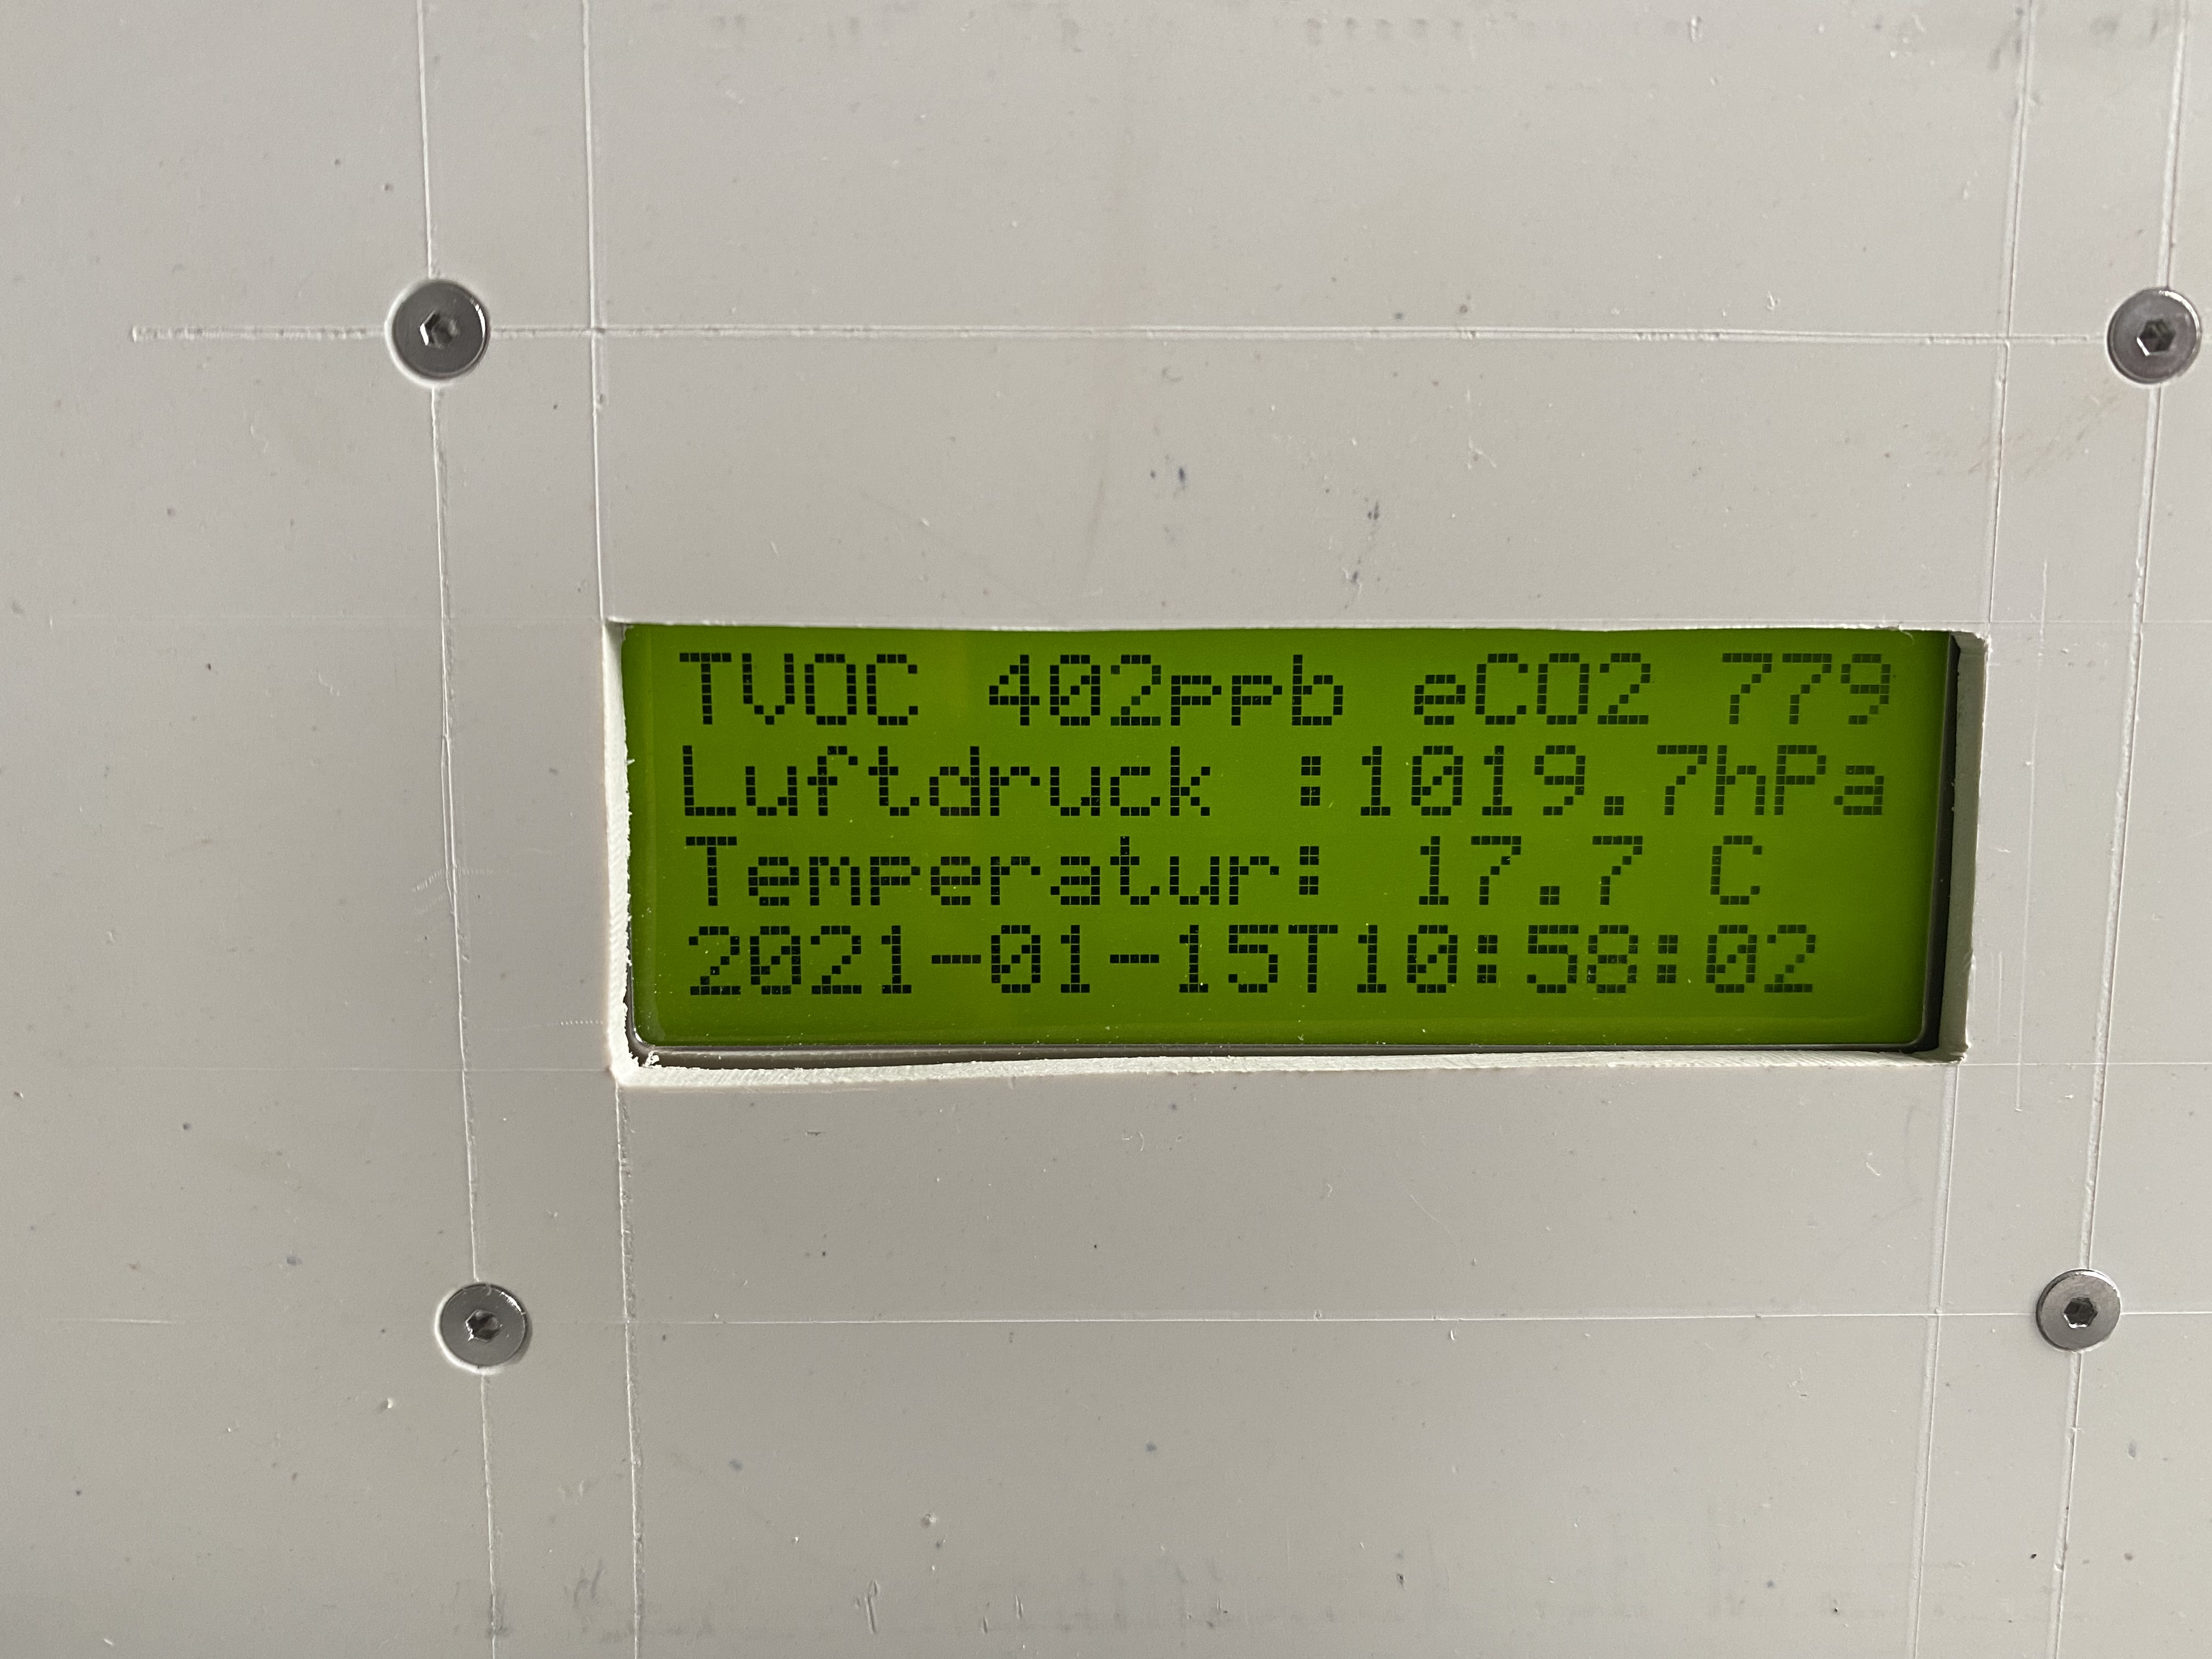 TVOC 402ppb eCO2 779
Luftdruck :1019.7hPa
Temperatur: 17.7 C
2021-01-15T10:58:02